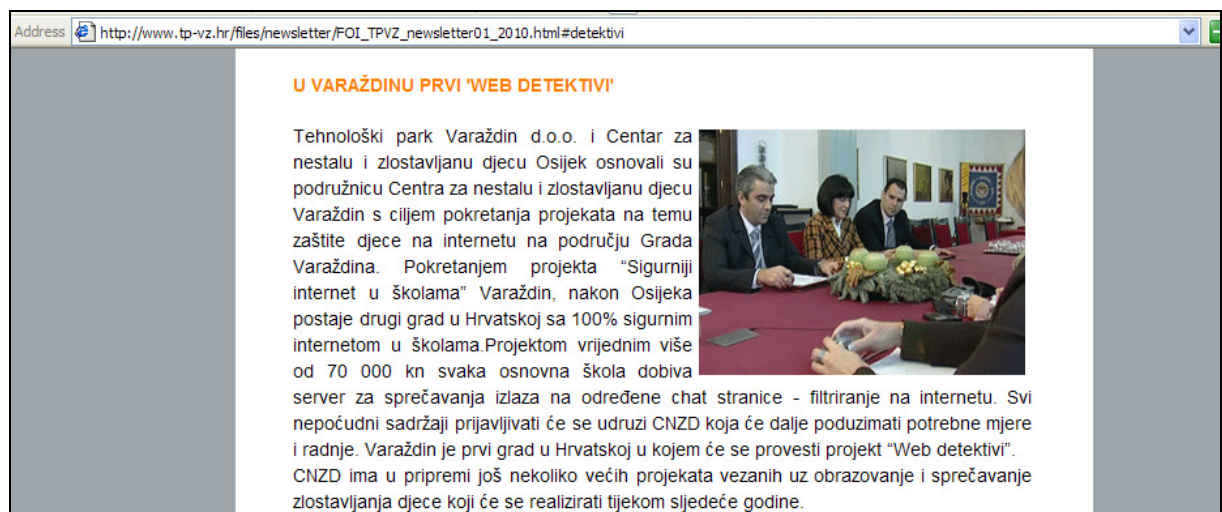 Address http://www.tp-vz.hr/files/newsletter/FOI_TPVZ_newsletter01_2010.html#detektivi
U VARAŽDINU PRVI 'WEB DETEKTIVI'
Tehnološki park Varaždin d.o.o. i Centar za
nestalu i zlostavljanu djecu Osijek osnovali su
podružnicu Centra za nestalu i zlostavljanu djecu
Varaždin s ciljem pokretanja projekata na temu
zaštite djece na internetu na području Grada
Varaždina. Pokretanjem projekta “Sigurniji
internet u školama” Varaždin, nakon Osijeka
postaje drugi grad u Hrvatskoj sa 100% sigurnim
internetom u školama.Projektom vrijednim više
od 70 000 kn svaka osnovna škola dobiva
server za sprečavanja izlaza na određene chat stranice - filtriranje na internetu. Svi
nepoćudni sadržaji prijavljivati će se udruzi CNZD koja će dalje poduzimati potrebne mjere
i radnje. Varaždin je prvi grad u Hrvatskoj u kojem će se provesti projekt “Web detektivi”.
CNZD ima u pripremi još nekoliko većih projekata vezanih uz obrazovanje i sprečavanje
zlostavljanja djece koji će se realizirati tijekom sljedeće godine.